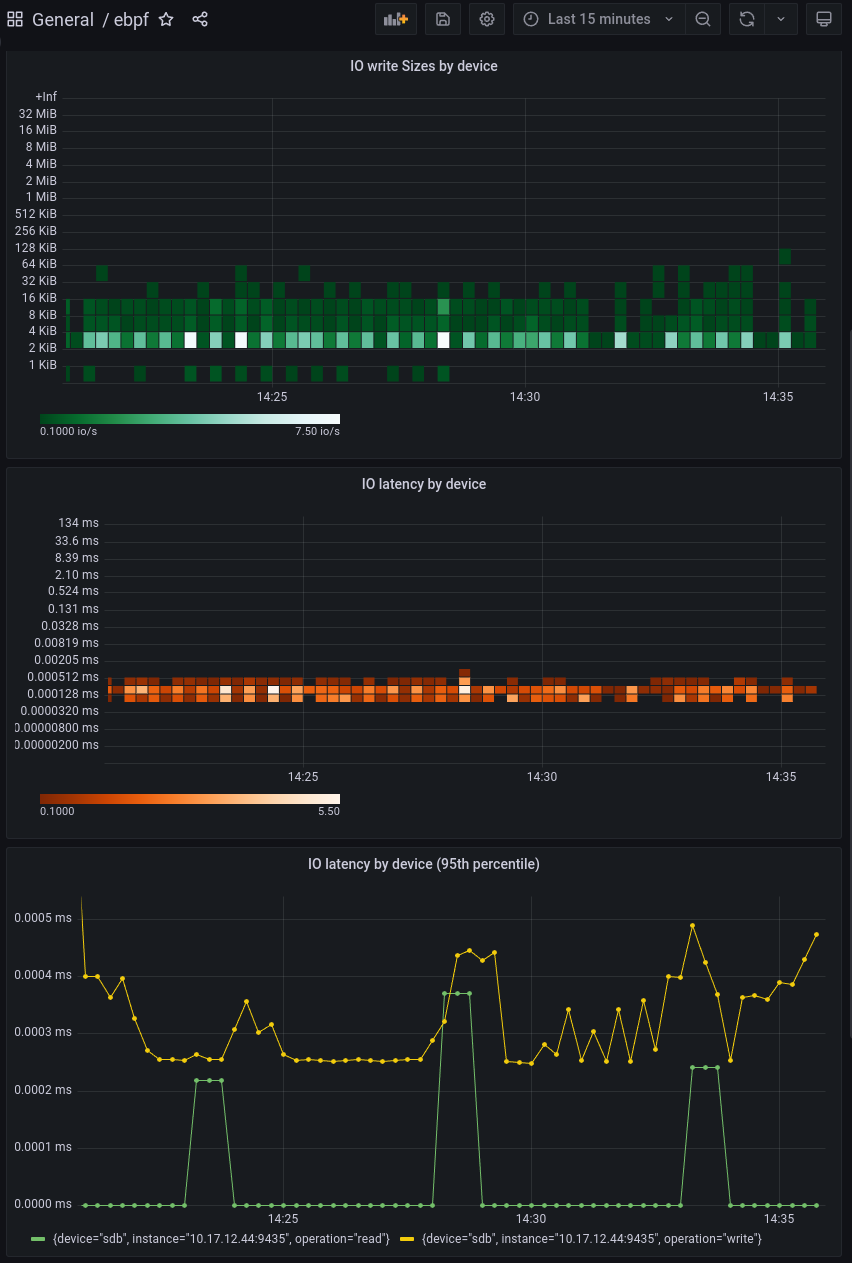 General / ebpf
Last 15 minutes
IO write Sizes by device
+Inf
32 MiB
16 MiB
8 MiB
4 MiB
2 MiB
1 MiB
512 KiB
256 KiB
128 KiB
64 KiB
32 KiB
16 KiB
8 KiB
4 KiB
2 KiB
1 KiB
14:25 14:30 14:35
0.1000 io/s 7.50 io/s
IO latency by device
134 ms
33.6 ms
8.39 ms
2.10 ms
0.524 ms
0.131 ms
0.0328 ms
0.00819 ms
0.00205 ms
0.000512 ms
0.000128 ms
0.0000320 ms
0.00000800 ms
0.00000200 ms
14:25 14:30 14:35
0.1000 5.50
IO latency by device (95th percentile)
0.0005 ms
0.0004 ms
0.0003 ms
0.0002 ms
0.0001 ms
0.0000 ms
14:25 14:30 14:35
{device="sdb", instance="10.17.12.44:9435", operation="read"} {device="sdb", instance="10.17.12.44:9435", operation="write"}